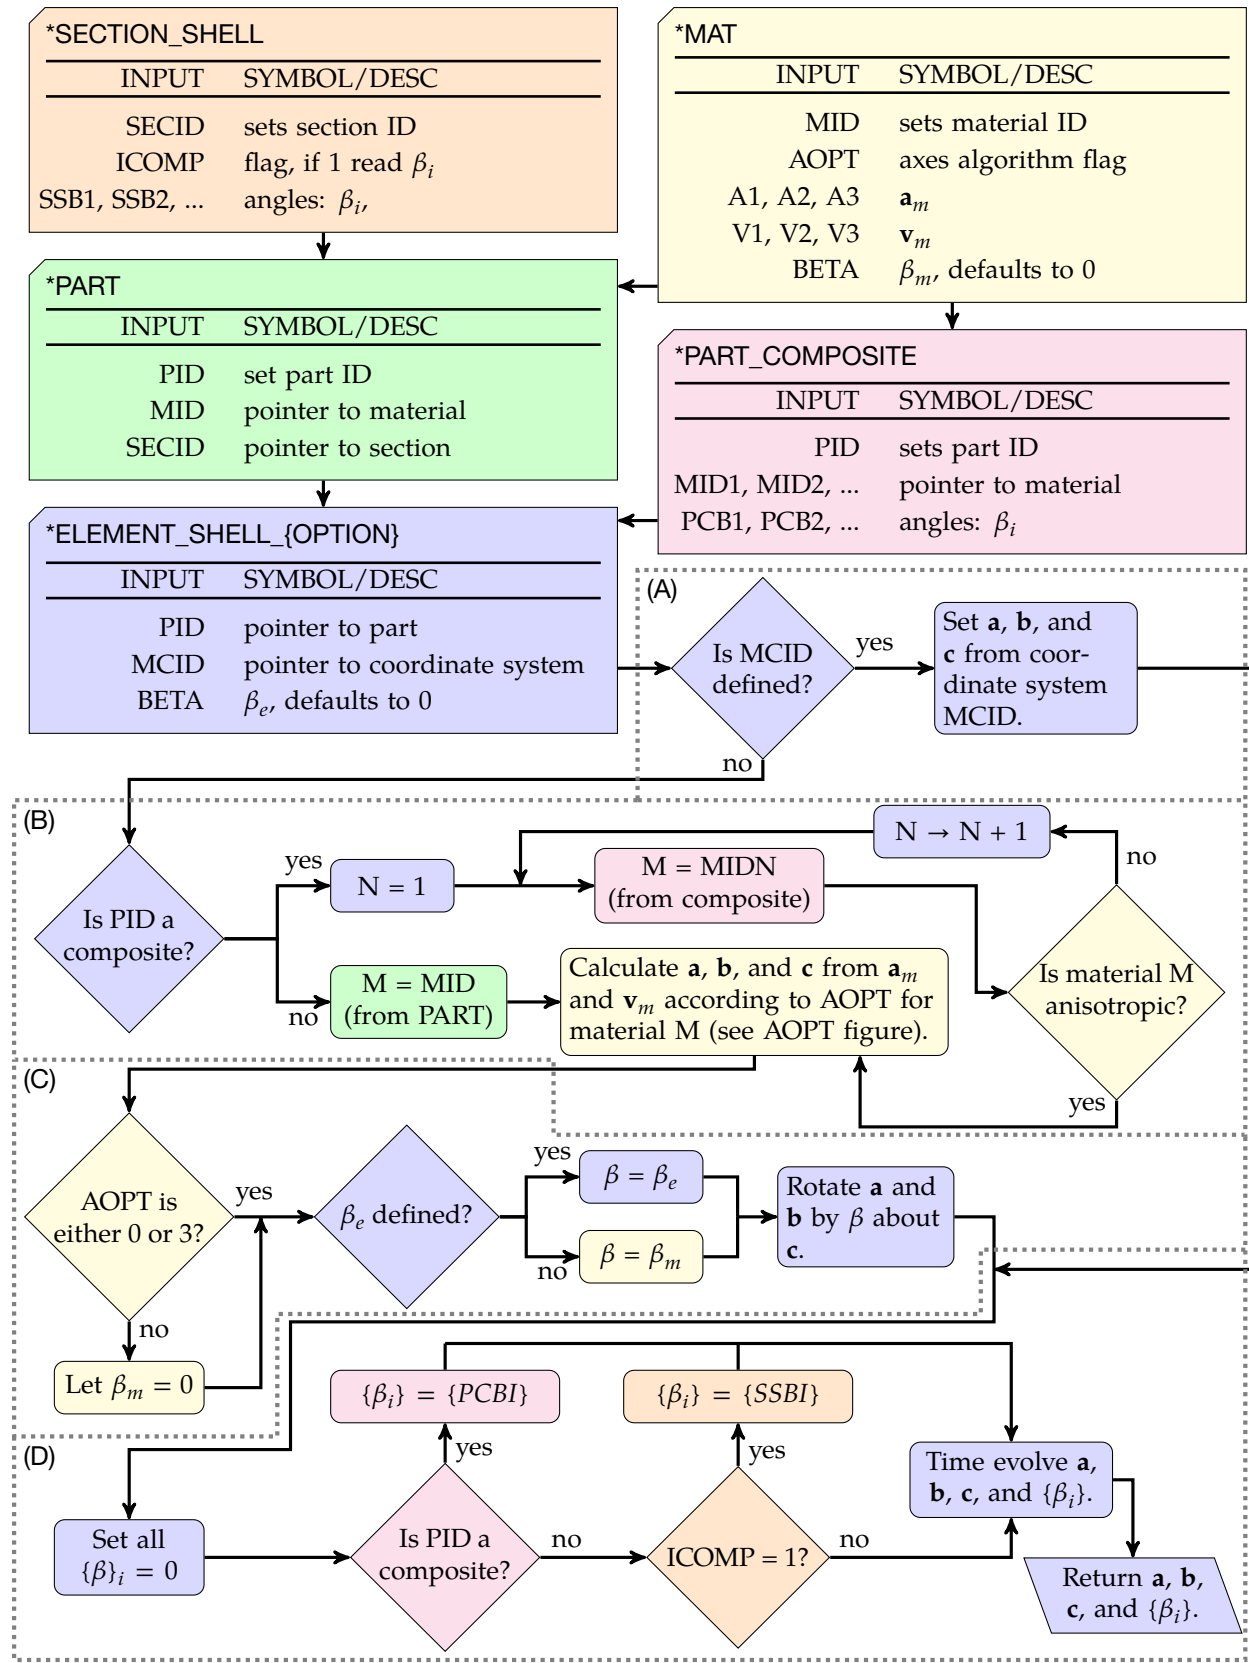 *SECTION_SHELL
INPUT SYMBOL/DESC
SECID sets section ID
ICOMP flag, if 1 read βᵢ
SSB1, SSB2, ... angles: βᵢ,
*MAT
INPUT SYMBOL/DESC
MID sets material ID
AOPT axes algorithm flag
A1, A2, A3 aₘ
V1, V2, V3 vₘ
BETA βₘ, defaults to 0
*PART
INPUT SYMBOL/DESC
PID set part ID
MID pointer to material
SECID pointer to section
*PART_COMPOSITE
INPUT SYMBOL/DESC
PID sets part ID
MID1, MID2, ... pointer to material
PCB1, PCB2, ... angles: βᵢ
*ELEMENT_SHELL_{OPTION}
INPUT SYMBOL/DESC
PID pointer to part
MCID pointer to coordinate system
BETA βₑ, defaults to 0
(A)
Is MCID
defined?
yes
Set a, b, and
c from coor-
dinate system
MCID.
no
(B)
Is PID a
composite?
yes
N = 1
M = MIDN
(from composite)
N → N + 1
no
Is material M
anisotropic?
yes
no
M = MID
(from PART)
Calculate a, b, and c from aₘ
and vₘ according to AOPT for
material M (see AOPT figure).
(C)
AOPT is
either 0 or 3?
yes
no
Let βₘ = 0
βₑ defined?
yes
β = βₑ
no
β = βₘ
Rotate a and
b by β about
c.
(D)
Set all
{β}ᵢ = 0
Is PID a
composite?
yes
{βᵢ} = {PCBI}
no
ICOMP = 1?
yes
{βᵢ} = {SSBI}
no
Time evolve a,
b, c, and {βᵢ}.
Return a, b,
c, and {βᵢ}.